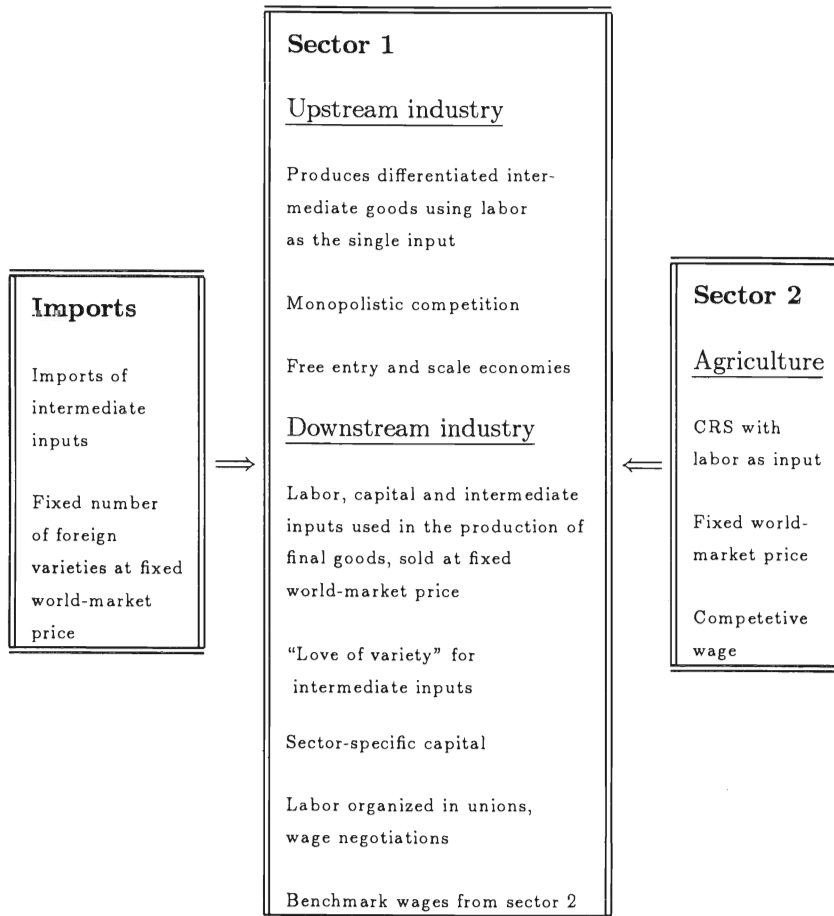 Imports
Imports of
intermediate
inputs
Fixed number
of foreign
varieties at fixed
world-market
price
⇒
Sector 1
Upstream industry
Produces differentiated inter-
mediate goods using labor
as the single input
Monopolistic competition
Free entry and scale economies
Downstream industry
Labor, capital and intermediate
inputs used in the production of
final goods, sold at fixed
world-market price
“Love of variety” for
intermediate inputs
Sector-specific capital
Labor organized in unions,
wage negotiations
Benchmark wages from sector 2
⇐
Sector 2
Agriculture
CRS with
labor as input
Fixed world-
market price
Competetive
wage